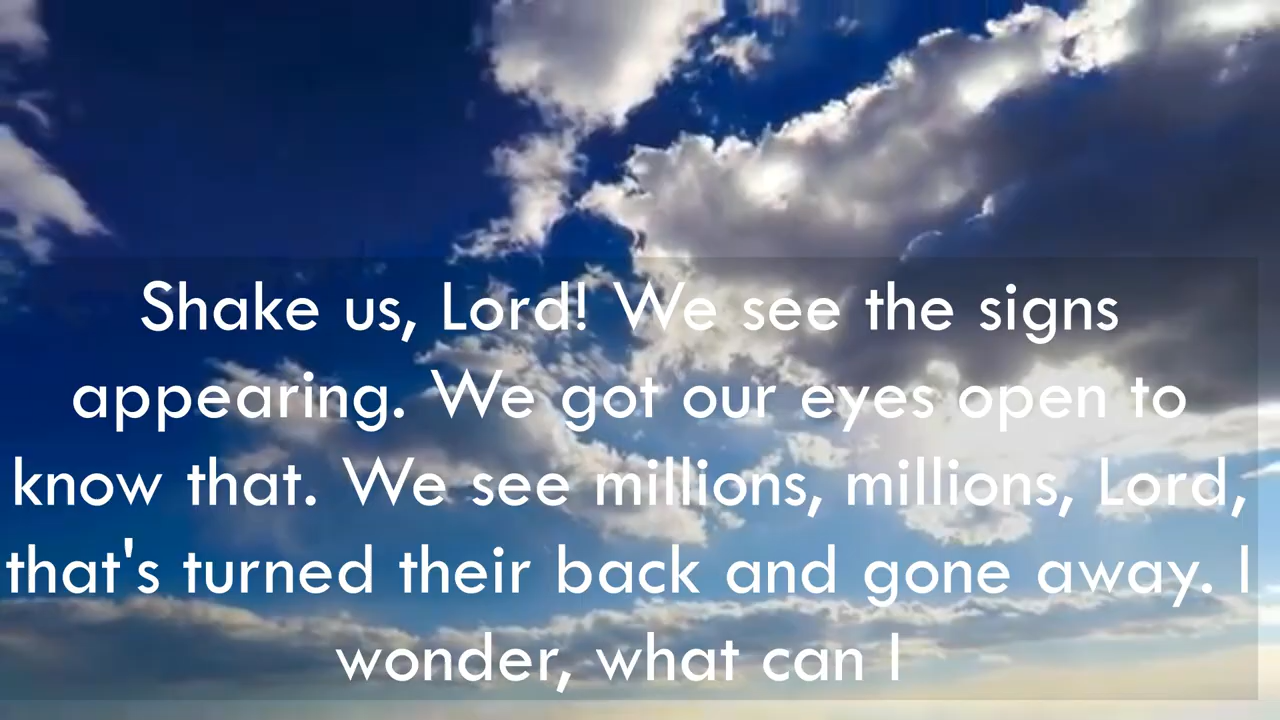 Shake us, Lord! We see the signs
appearing. We got our eyes open to
know that. We see millions, millions, Lord,
that's turned their back and gone away. I
wonder, what can I